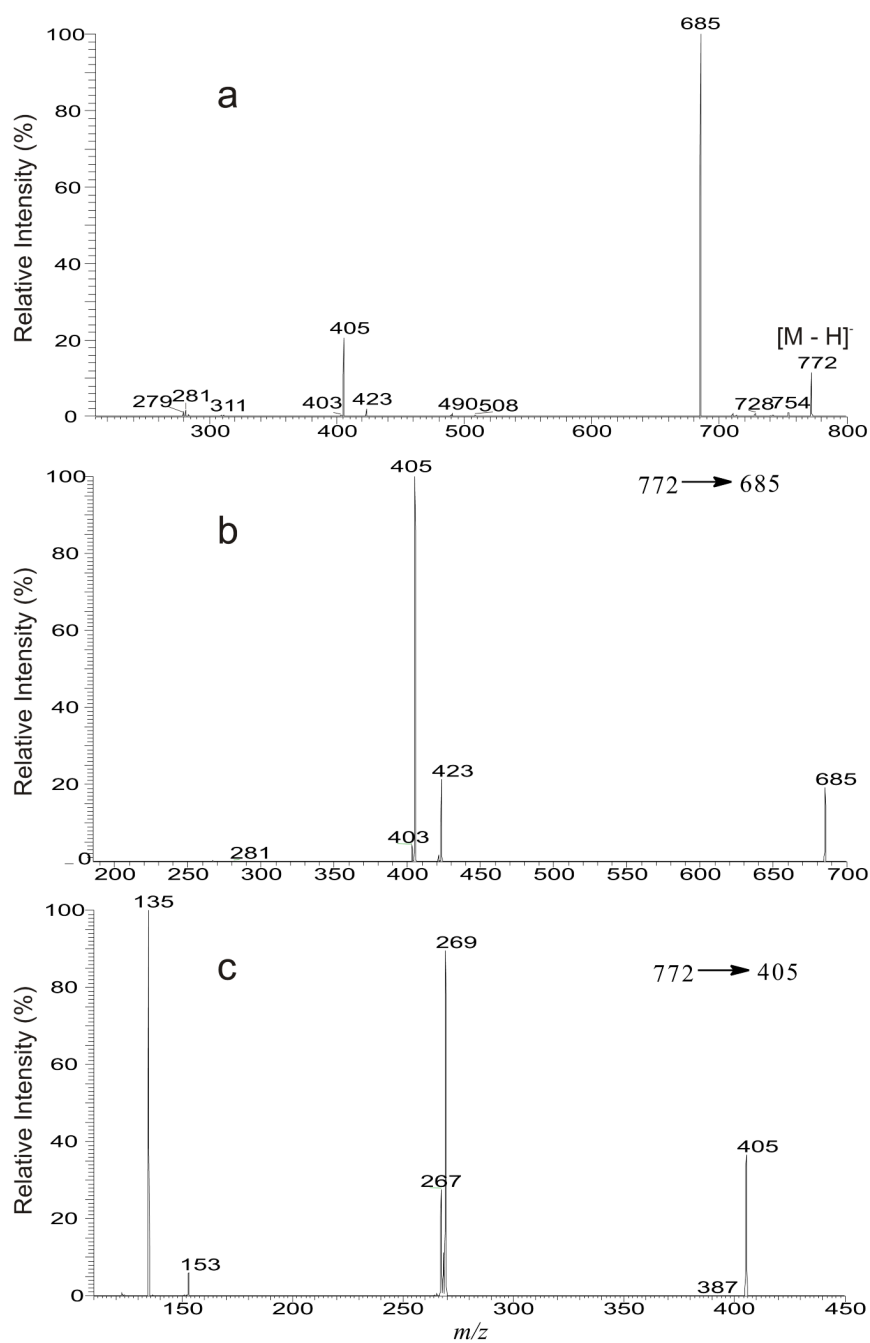 685
100
a
80
60
Relative Intensity (%)
40
[M - H]-
405
772
20
279 281 311 403 423 490 508 728 754
0
300 400 500 600 700 800
405
100
772 685
b
80
60
Relative Intensity (%)
40
423
685
20
403
281
0
200 250 300 350 400 450 500 550 600 650 700
135
100
269
c
772 405
80
60
Relative Intensity (%)
40
405
267
20
153
387
0
150 200 250 300 350 400 450
m/z